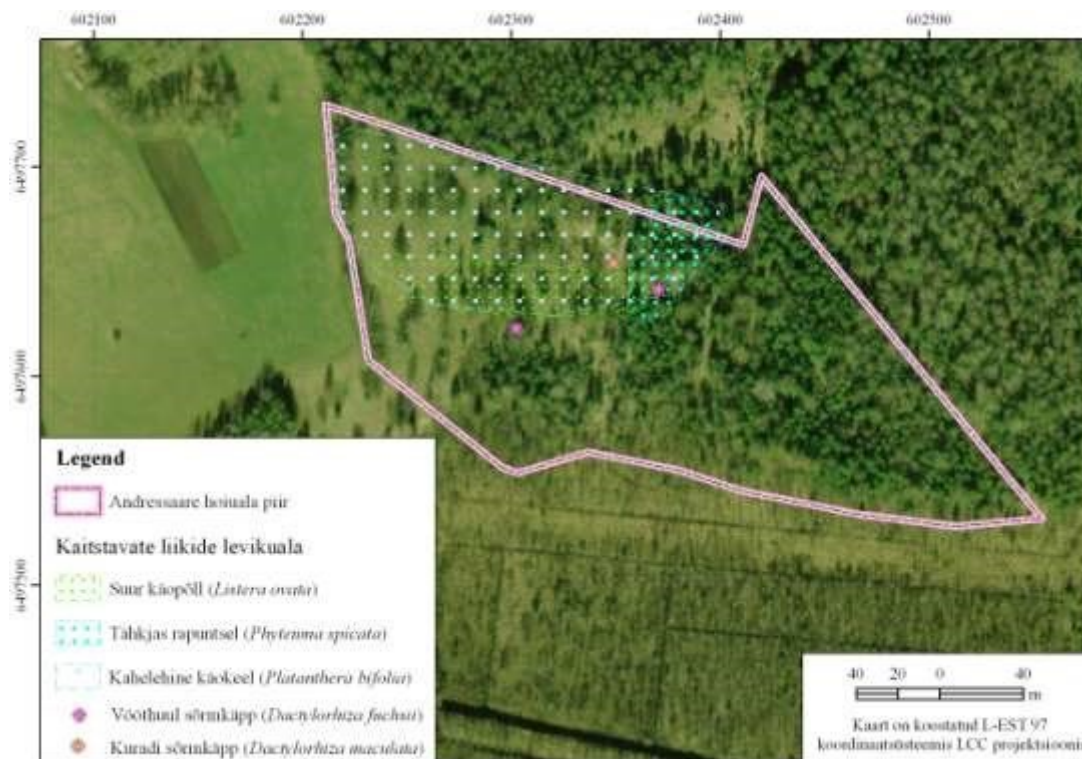 602100 602200 602300 602400 602500
6497700
6497600
6497500
Legend
Andressaare hoiuala piir
Kaitstavate liikide levikuala
Suur käopõll (Listera ovata)
Tähkjas rapuntsel (Phyteuma spicata)
Kahelehine käokeel (Platanthera bifolia)
Vööthuul sõrmkäpp (Dactylorhiza fuchsii)
Kuradi sõrmkäpp (Dactylorhiza maculata)
40 20 0 40
m
Kaart on koostatud L-EST 97
koordinaatsüsteemis LCC projektsioonis